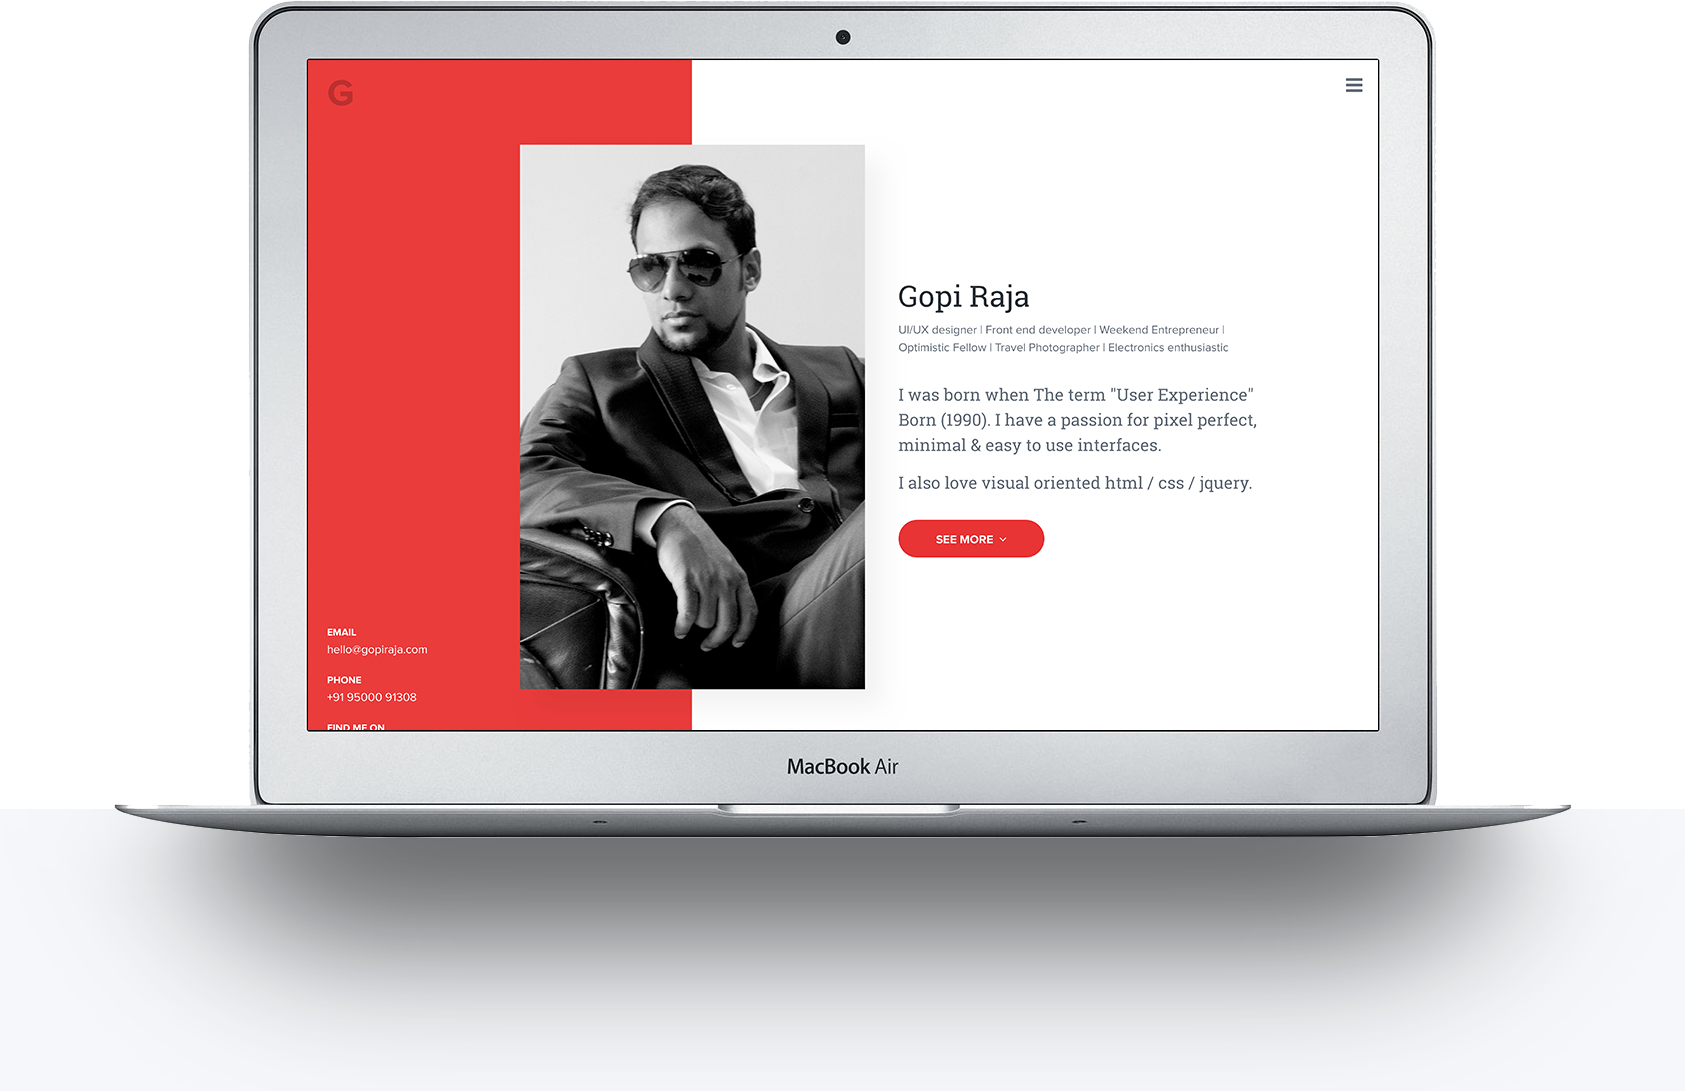 G
Gopi Raja
UI/UX designer | Front end developer | Weekend Entrepreneur |
Optimistic Fellow | Travel Photographer | Electronics enthusiastic
I was born when The term "User Experience"
Born (1990). I have a passion for pixel perfect,
minimal & easy to use interfaces.
I also love visual oriented html / css / jquery.
SEE MORE
EMAIL
hello@gopiraja.com
PHONE
+91 95000 91308
FIND ME ON
MacBook Air